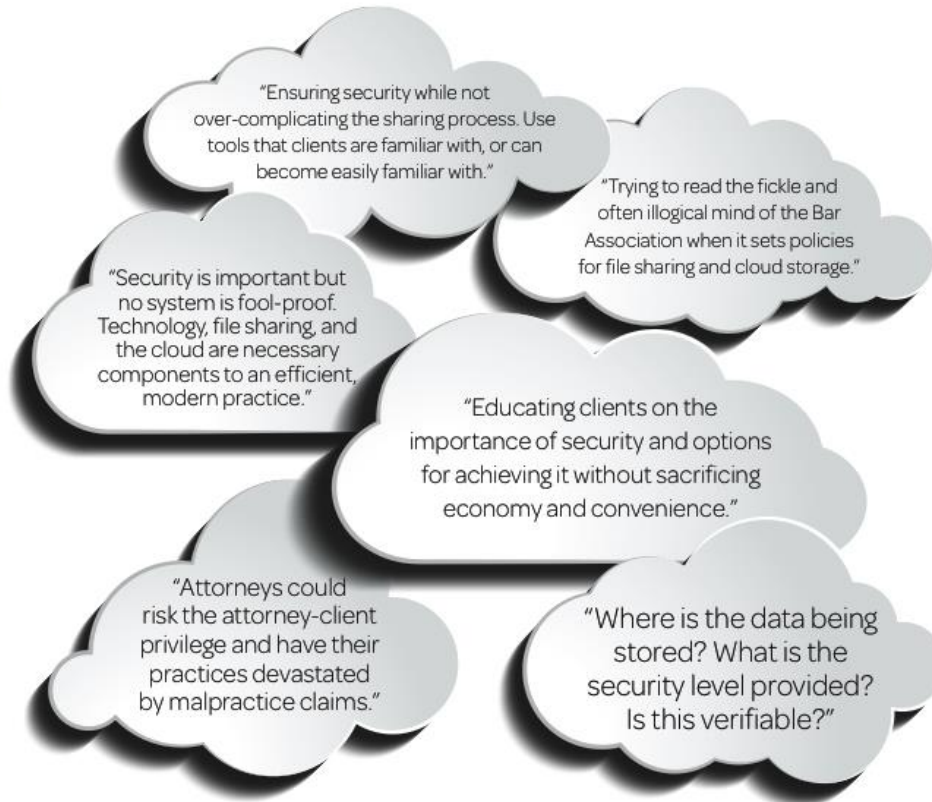 “Ensuring security while not
over-complicating the sharing process. Use
tools that clients are familiar with, or can
become easily familiar with.”
“Trying to read the fickle and
often illogical mind of the Bar
Association when it sets policies
for file sharing and cloud storage.”
“Security is important but
no system is fool-proof.
Technology, file sharing, and
the cloud are necessary
components to an efficient,
modern practice.”
“Educating clients on the
importance of security and options
for achieving it without sacrificing
economy and convenience.”
“Attorneys could
risk the attorney-client
privilege and have their
practices devastated
by malpractice claims.”
“Where is the data being
stored? What is the
security level provided?
Is this verifiable?”